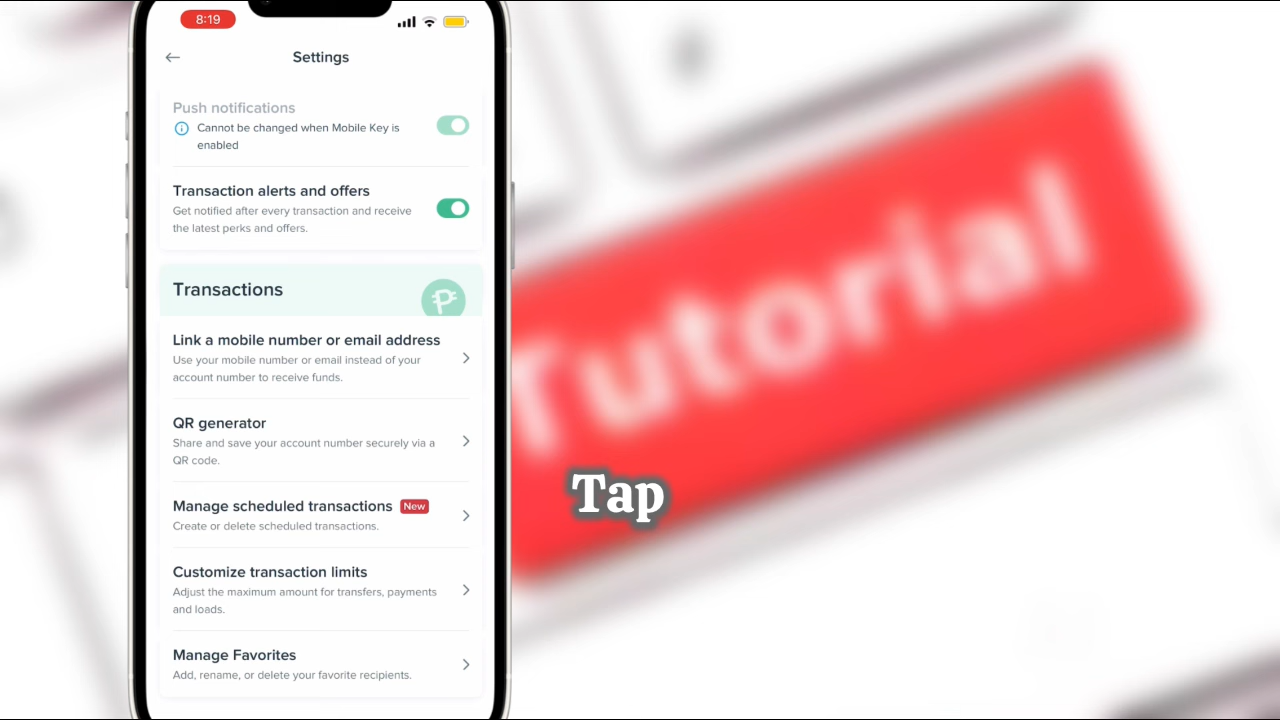 8:19
Settings
Push notifications
Cannot be changed when Mobile Key is
enabled
Transaction alerts and offers
Get notified after every transaction and receive
the latest perks and offers.
Transactions
Link a mobile number or email address
Use your mobile number or email instead of your
account number to receive funds.
QR generator
Share and save your account number securely via a
QR code.
Manage scheduled transactions New
Create or delete scheduled transactions.
Customize transaction limits
Adjust the maximum amount for transfers, payments
and loads.
Manage Favorites
Add, rename, or delete your favorite recipients.
Tutorial
Tap